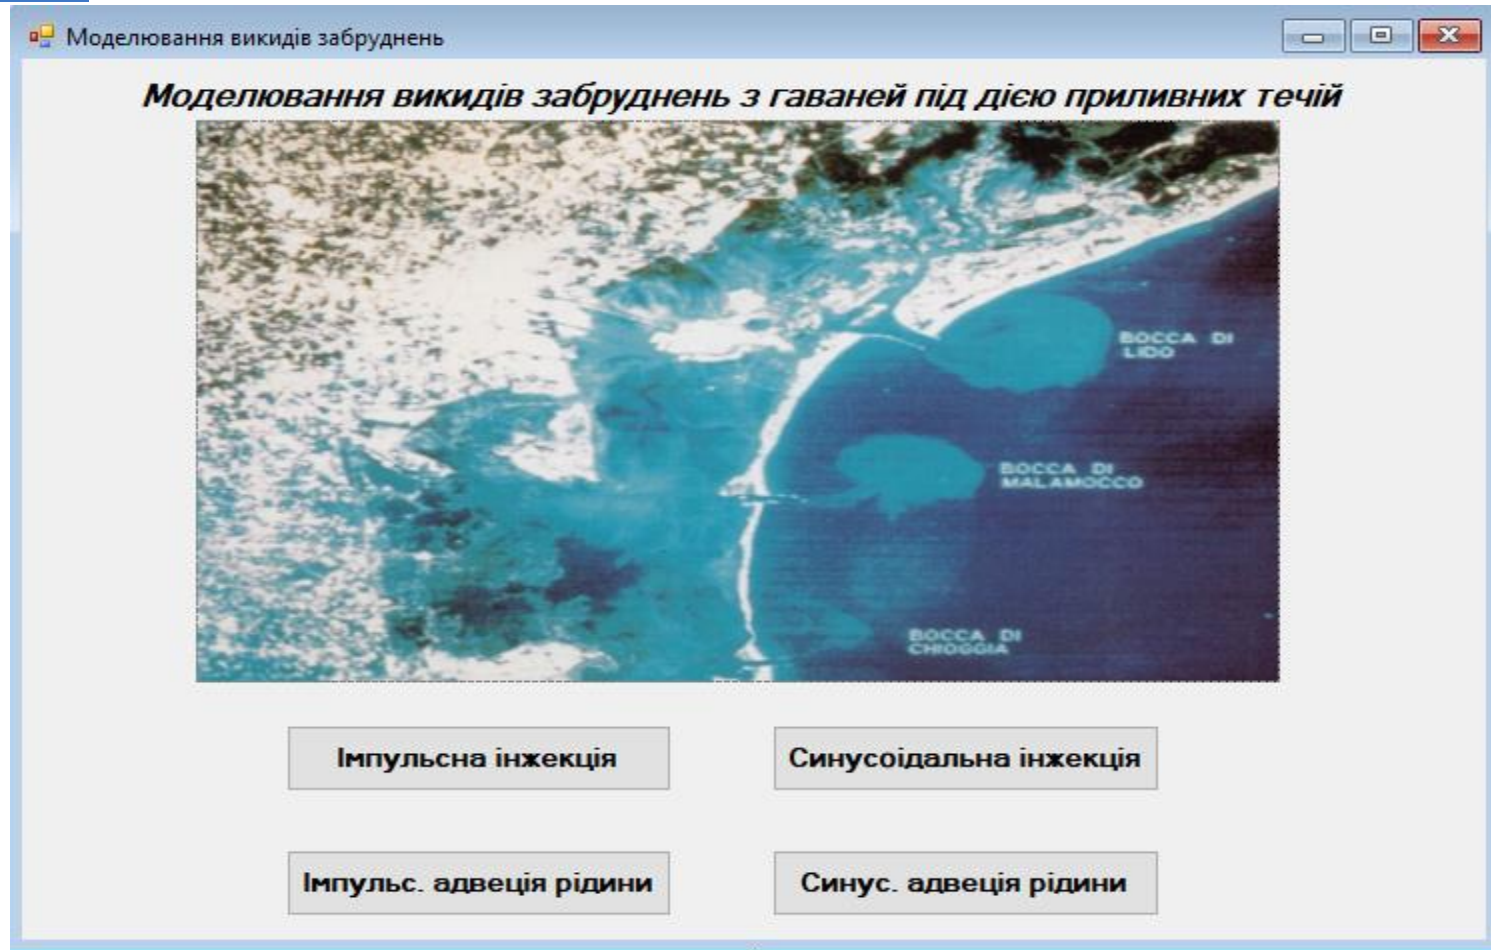 Моделювання викидів забруднень
Моделювання викидів забруднень з гаваней під дією приливних течій
BOCCA DI
LIDO
BOCCA DI
MALAMOCCO
BOCCA DI
CHIOGGIA
Імпульсна інжекція
Синусоідальна інжекція
Імпульс. адвеція рідини
Синус. адвеція рідини